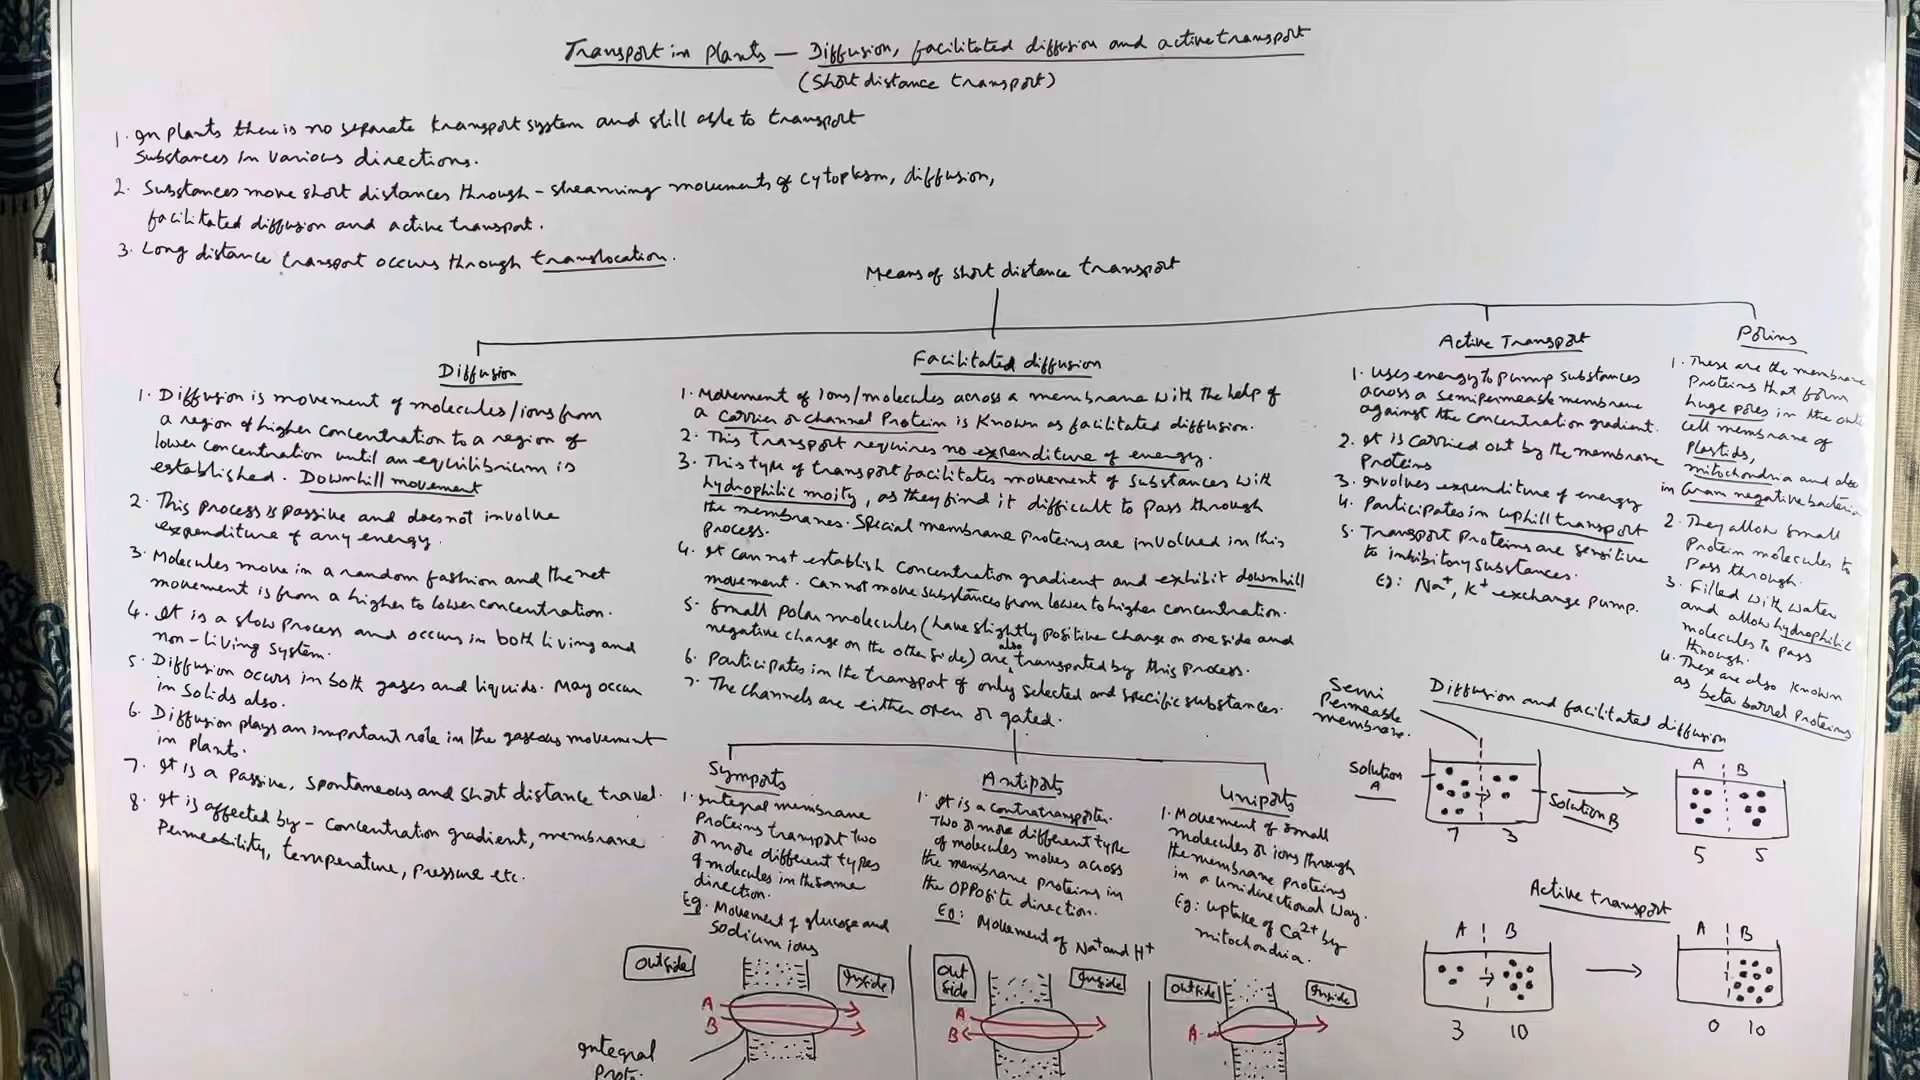 Transport in plants — Diffusion, facilitated diffusion and active transport
(Short distance transport)
1. In plants there is no separate transport system and still able to transport
substances in various directions.
2. Substances move short distances through - streaming movements of cytoplasm, diffusion,
facilitated diffusion and active transport.
3. Long distance transport occurs through translocation.
Means of short distance transport
Diffusion
1. Diffusion is movement of molecules/ions from
a region of higher concentration to a region of
lower concentration until an equilibrium is
established. Downhill movement
2. This process is passive and does not involve
expenditure of any energy.
3. Molecules move in a random fashion and the net
movement is from a higher to lower concentration.
4. It is a slow process and occurs in both living and
non-living system.
5. Diffusion occurs in both gases and liquids. May occur
in solids also.
6. Diffusion plays an important role in the gaseous movement
in plants.
7. It is a passive, spontaneous and short distance travel.
8. It is affected by - concentration gradient, membrane
Permeability, temperature, pressure etc.
Facilitated diffusion
1. Movement of ions/molecules across a membrane with the help of
a carrier or channel protein is known as facilitated diffusion.
2. This transport requires no expenditure of energy.
3. This type of transport facilitates movement of substances with
hydrophilic moity, as they find it difficult to pass through
the membranes. Special membrane proteins are involved in this
process.
4. It can not establish concentration gradient and exhibit downhill
movement. Cannot move substances from lower to higher concentration.
5. Small polar molecules (have slightly positive charge on one side and
negative charge on the other side) are also transported by this process.
6. Participates in the transport of only selected and specific substances.
7. The channels are either open or gated.
Symports
1. Integral membrane
Proteins transport two
or more different types
of molecules in the same
direction.
Eg. Movement of glucose and
Sodium ions
Outside
Inside
A
B
Integral
Antiports
1. It is a contratransporter.
Two or more different type
of molecules moves across
the membrane proteins in
the opposite direction.
Eg: Movement of Na+ and H+
Out
side
Inside
A
B
Uniports
1. Movement of small
molecules or ions through
the membrane proteins
in a unidirectional way.
Eg: uptake of Ca2+ by
mitochondria.
Outside
Inside
A
Active Transport
1. Uses energy to pump substances
across a semipermeable membrane
against the concentration gradient.
2. It is carried out by the membrane
Proteins
3. Involves expenditure of energy
4. Participates in uphill transport
5. Transport proteins are sensitive
to inhibitory substances.
Eg: Na+, K+ exchange pump.
Porins
1. These are the membrane
Proteins that form
huge pores in the oute
cell membrane of
Plastids,
mitochondria and also
in Gram negative bacteria
2. They allow small
Protein molecules to
pass through.
3. Filled with water
and allow hydrophilic
molecules to pass
through.
4. These are also known
as beta barrel proteins
Diffusion and facilitated diffusion
Semi
Permeable
membrane.
Solution
A
Solution B
7 3
A B
5 5
Active transport
A B
3 10
A B
0 10